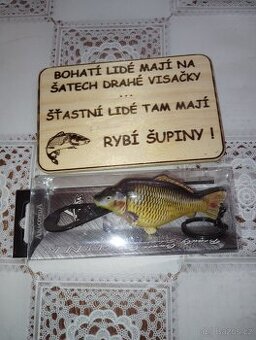 BOHATÍ LIDÉ MAJÍ NA
ŠATECH DRAHÉ VISAČKY
...
ŠŤASTNÍ LIDÉ TAM MAJÍ
RYBÍ ŠUPINY !